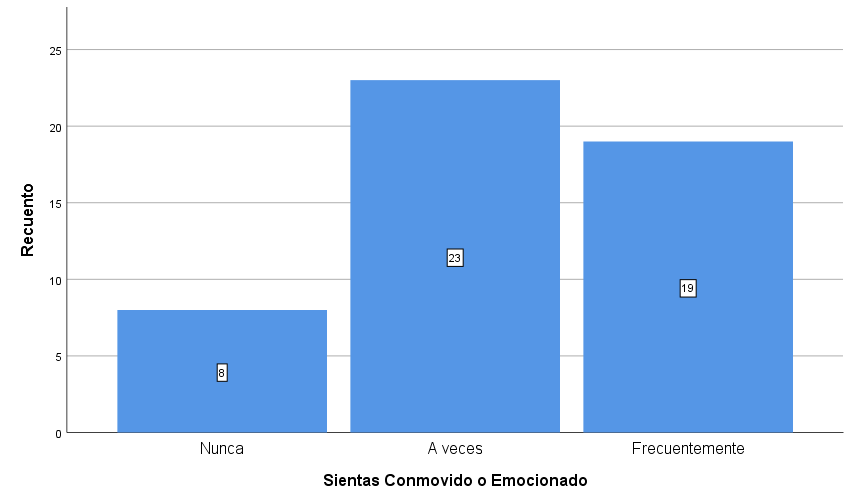 25
20
15
10
5
0
Recuento
8
23
19
Nunca
A veces
Frecuentemente
Sientas Conmovido o Emocionado